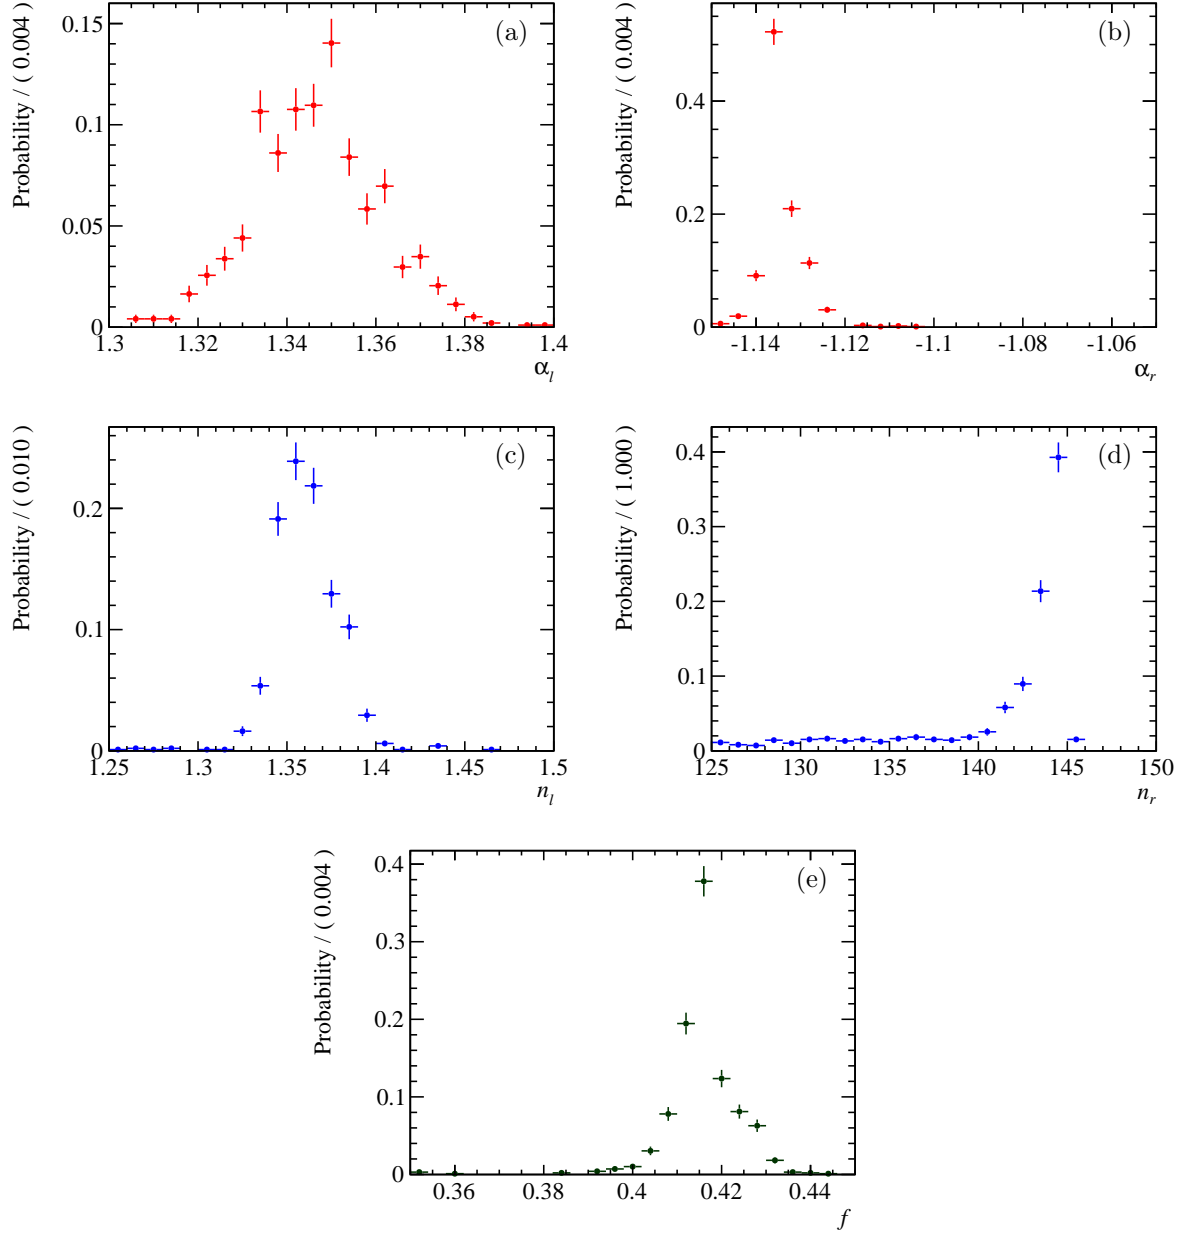 Probability / ( 0.004 )
0.15
0.1
0.05
0
(a)
1.3 1.32 1.34 1.36 1.38 1.4
α_l
Probability / ( 0.004 )
0.4
0.2
0
(b)
-1.14 -1.12 -1.1 -1.08 -1.06
α_r
Probability / ( 0.010 )
0.2
0.1
0
(c)
1.25 1.3 1.35 1.4 1.45 1.5
n_l
Probability / ( 1.000 )
0.4
0.3
0.2
0.1
0
(d)
125 130 135 140 145 150
n_r
Probability / ( 0.004 )
0.4
0.3
0.2
0.1
0
(e)
0.36 0.38 0.4 0.42 0.44
f